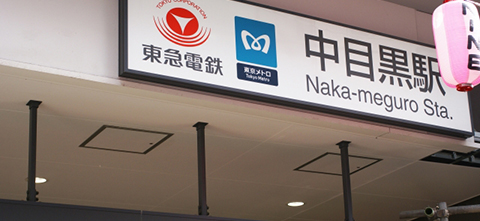 TOKYU CORPORATION
東急電鉄
東京メトロ
Tokyo Metro
中目黒駅
Naka-meguro Sta.